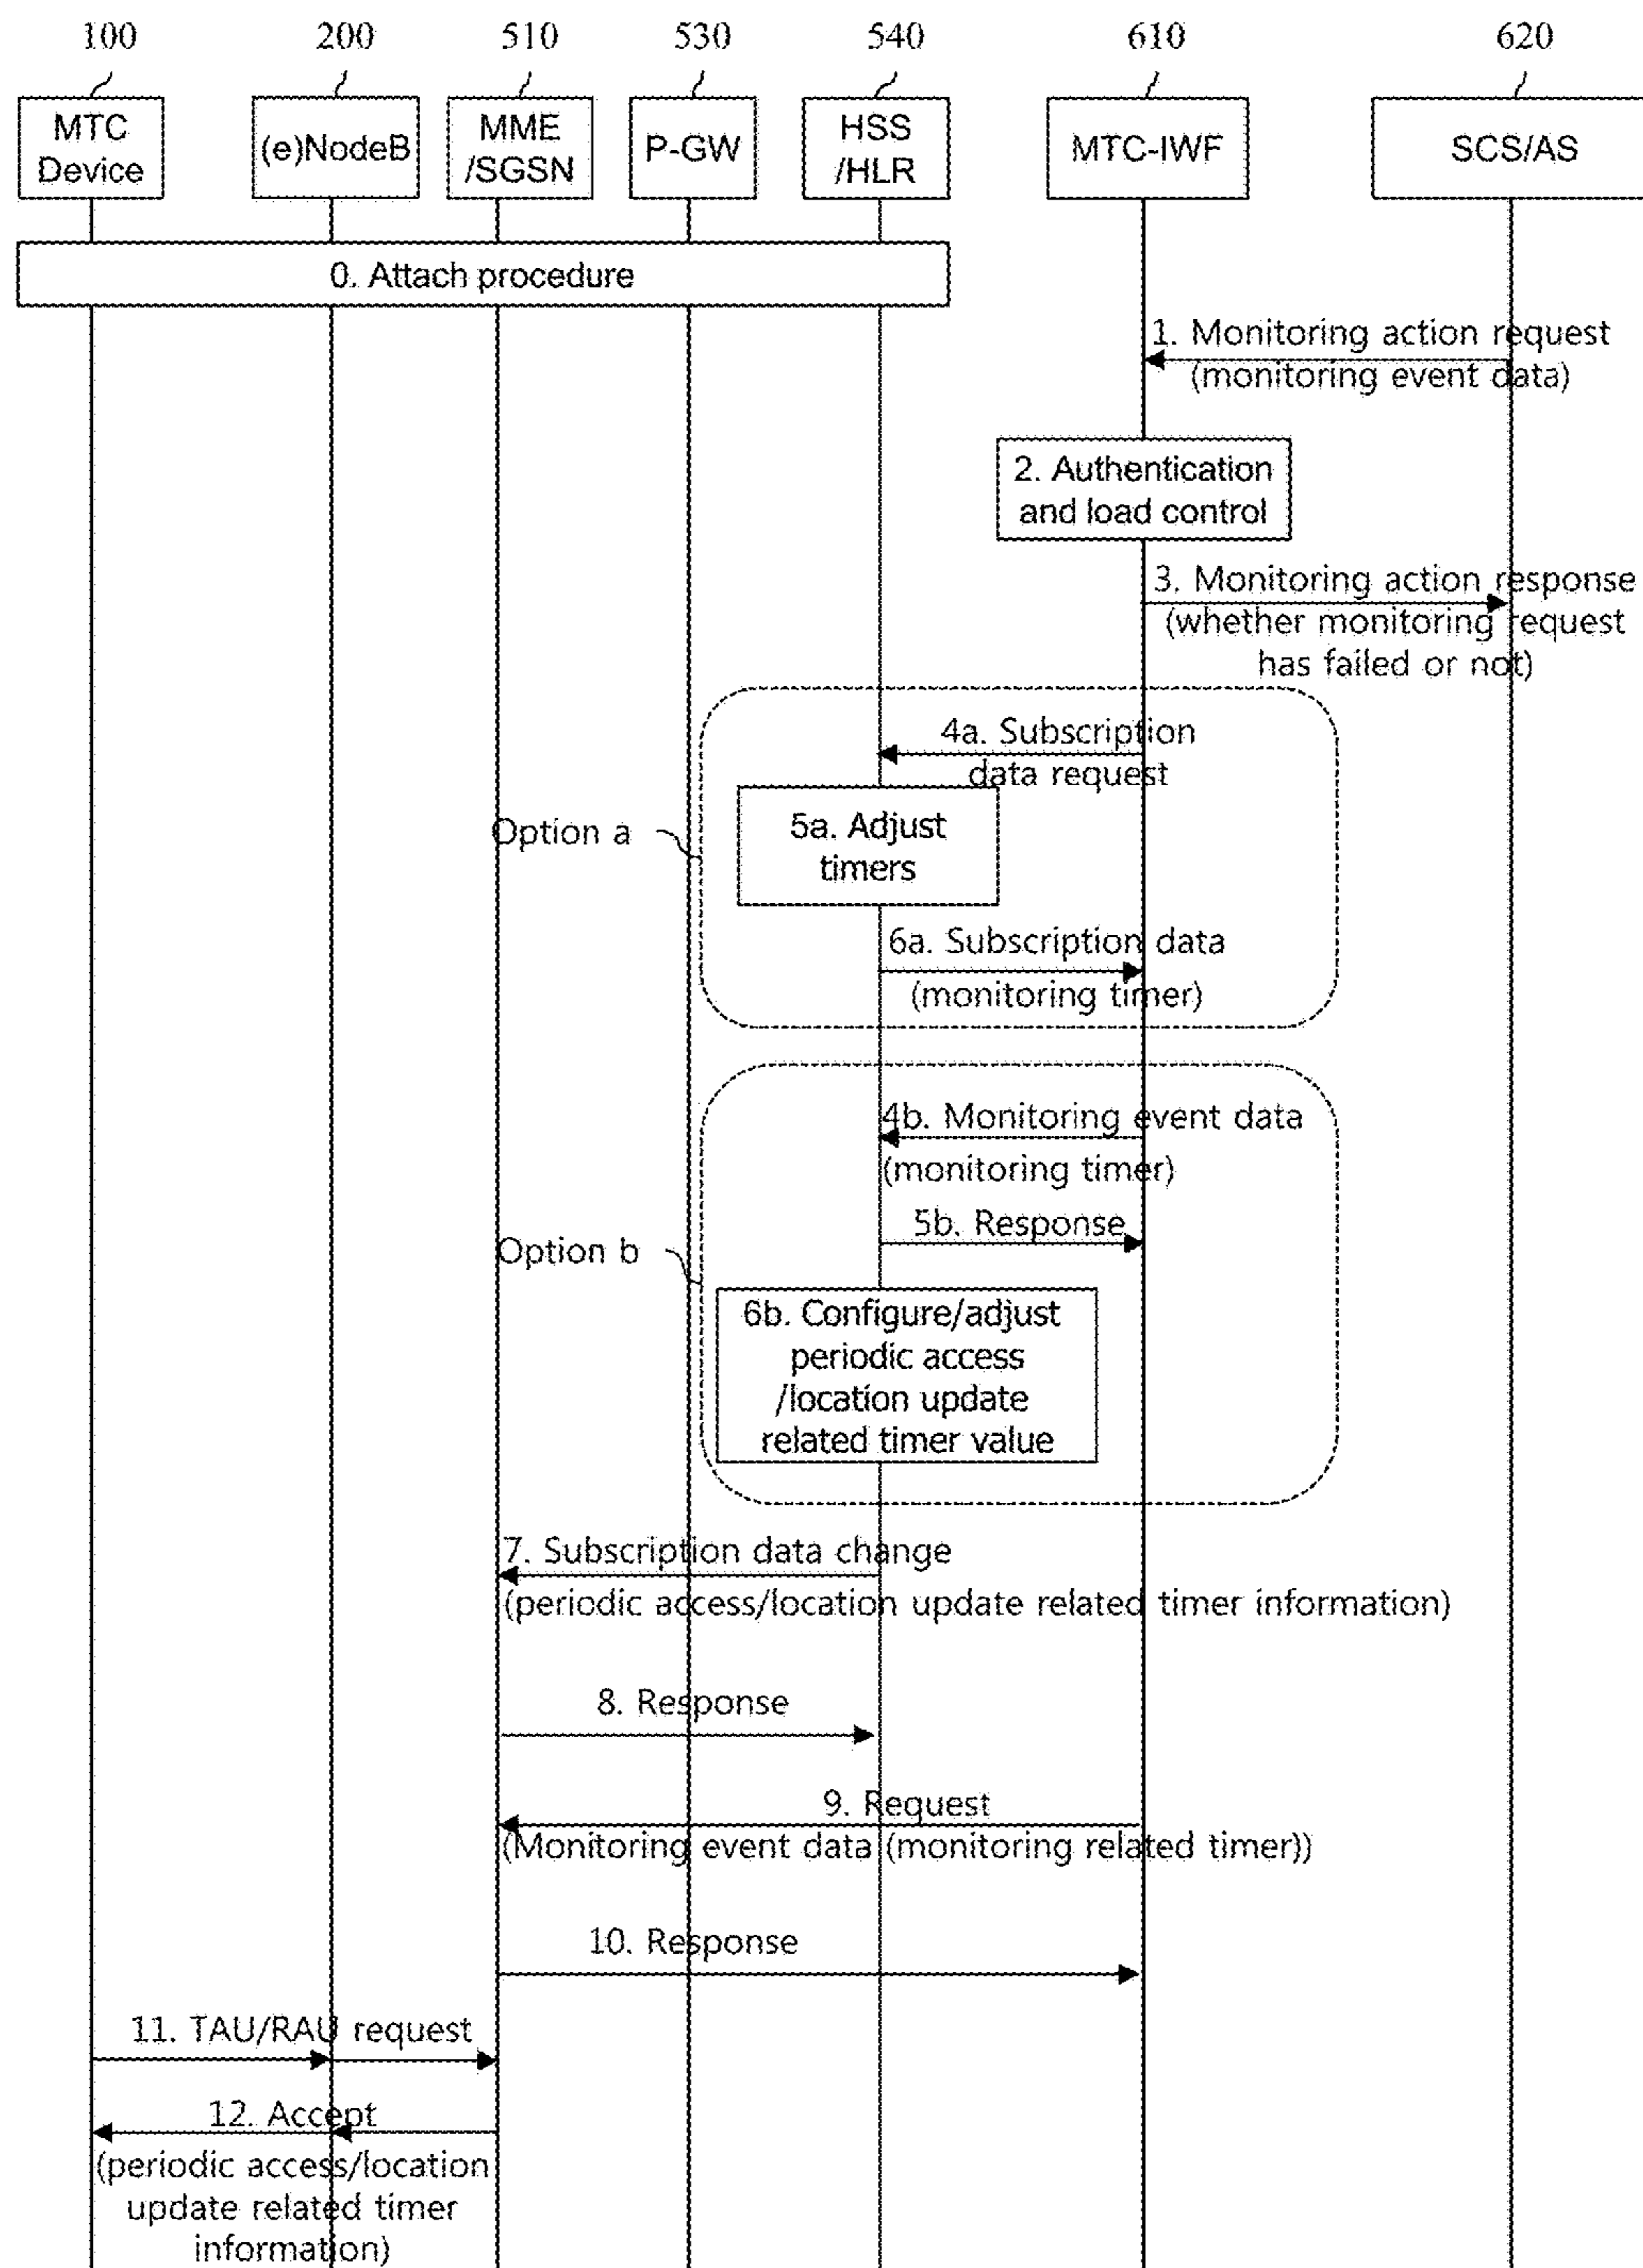 100 200 510 530 540 610 620
MTC
Device
(e)NodeB
MME
/SGSN
P-GW
HSS
/HLR
MTC-IWF
SCS/AS
0. Attach procedure
1. Monitoring action request
(monitoring event data)
2. Authentication
and load control
3. Monitoring action response
(whether monitoring request
has failed or not)
4a. Subscription
data request
Option a
5a. Adjust
timers
6a. Subscription data
(monitoring timer)
4b. Monitoring event data
(monitoring timer)
5b. Response
Option b
6b. Configure/adjust
periodic access
/location update
related timer value
7. Subscription data change
(periodic access/location update related timer information)
8. Response
9. Request
(Monitoring event data (monitoring related timer))
10. Response
11. TAU/RAU request
12. Accept
(periodic access/location
update related timer
information)